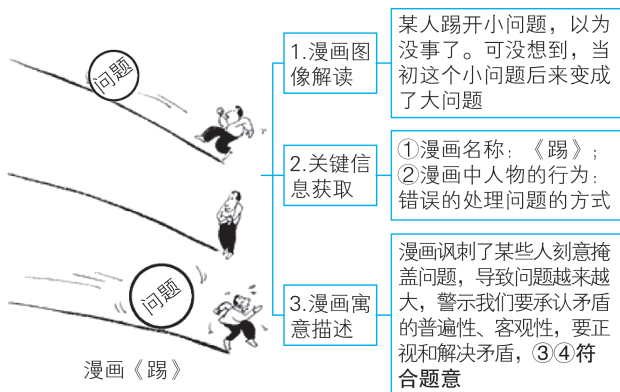 问题
问题
漫画《踢》
1.漫画图
像解读
某人踢开小问题，以为
没事了。可没想到，当
初这个小问题后来变成
了大问题
2.关键信
息获取
①漫画名称：《踢》；
②漫画中人物的行为：
错误的处理问题的方式
3.漫画寓
意描述
漫画讽刺了某些人刻意掩
盖问题，导致问题越来越
大，警示我们要承认矛盾
的普遍性、客观性，要正
视和解决矛盾，③④符
合题意